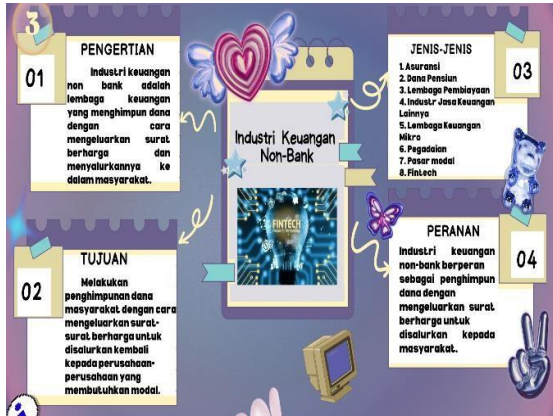 3
01
PENGERTIAN
Industri keuangan
non bank adalah
lembaga keuangan
yang menghimpun dana
dengan cara
mengeluarkan surat
berharga dan
menyalurkannya ke
dalam masyarakat.
02
TUJUAN
Melakukan
penghimpunan dana
masyarakat dengan cara
mengeluarkan surat-
surat berharga untuk
disalurkan kembali
kepada perusahaan-
perusahaan yang
membutuhkan modal.
Industri Keuangan
Non-Bank
FINTECH
JENIS-JENIS
1. Asuransi
2. Dana Pensiun
3. Lembaga Pembiayaan
4. Industr Jasa Keuangan
Lainnya
5. Lembaga Keuangan
Mikro
6. Pegadaian
7. Pasar modal
8. Fintech
03
PERANAN
Industri keuangan
non-bank berperan
sebagai penghimpun
dana dengan
mengeluarkan surat
berharga untuk
disalurkan kepada
masyarakat.
04